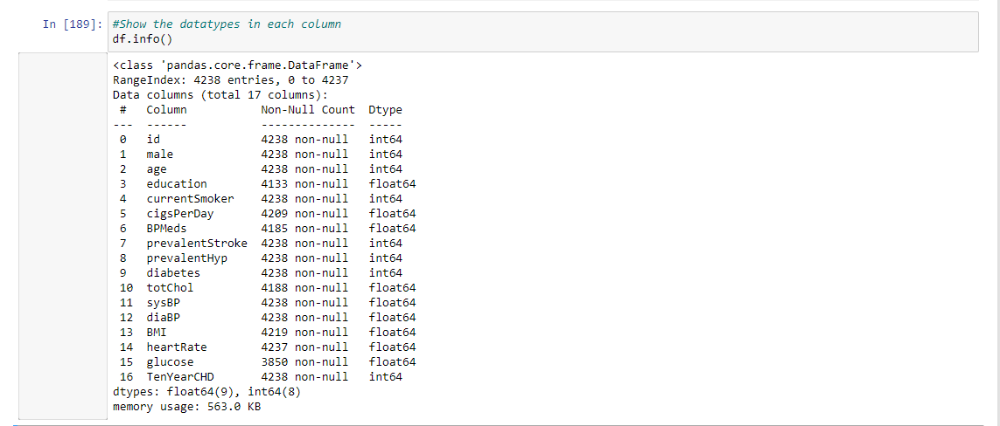 In [189]: #Show the datatypes in each column
df.info()
<class 'pandas.core.frame.DataFrame'>
RangeIndex: 4238 entries, 0 to 4237
Data columns (total 17 columns):
 #   Column           Non-Null Count  Dtype
---  ------           --------------  -----
 0   id               4238 non-null   int64
 1   male             4238 non-null   int64
 2   age              4238 non-null   int64
 3   education        4133 non-null   float64
 4   currentSmoker    4238 non-null   int64
 5   cigsPerDay       4209 non-null   float64
 6   BPMeds           4185 non-null   float64
 7   prevalentStroke  4238 non-null   int64
 8   prevalentHyp     4238 non-null   int64
 9   diabetes         4238 non-null   int64
 10  totChol          4188 non-null   float64
 11  sysBP            4238 non-null   float64
 12  diaBP            4238 non-null   float64
 13  BMI              4219 non-null   float64
 14  heartRate        4237 non-null   float64
 15  glucose          3850 non-null   float64
 16  TenYearCHD       4238 non-null   int64
dtypes: float64(9), int64(8)
memory usage: 563.0 KB